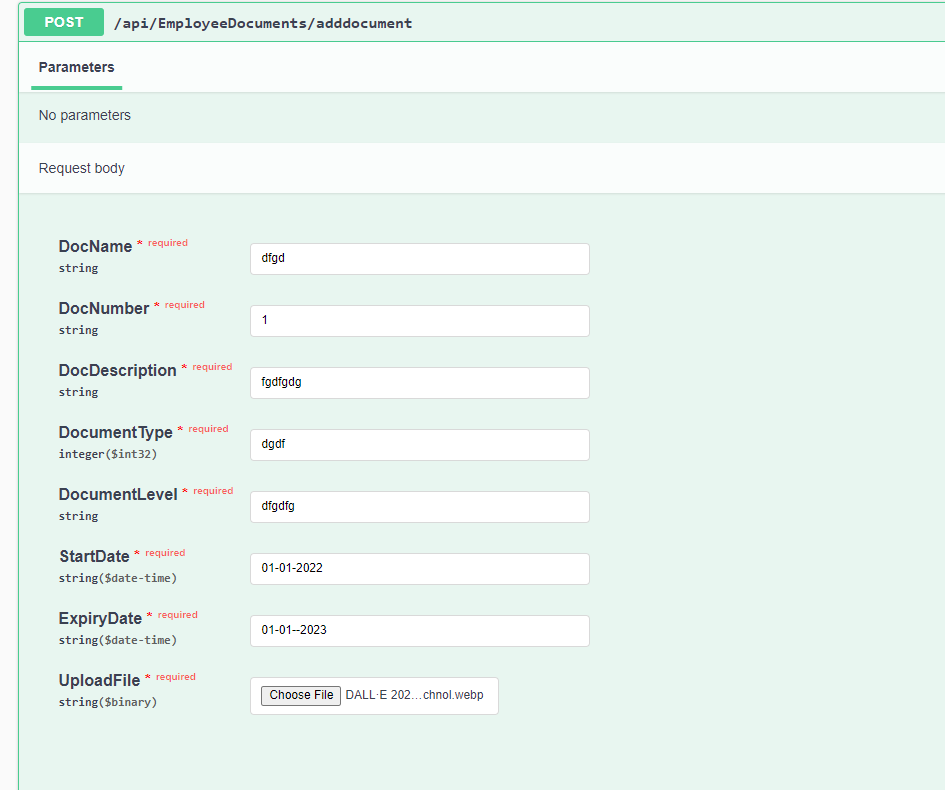 POST /api/EmployeeDocuments/adddocument
Parameters
No parameters
Request body
DocName * required
string
dfgd
DocNumber * required
string
1
DocDescription * required
string
fgdfgdg
DocumentType * required
integer($int32)
dgdf
DocumentLevel * required
string
dfgdfg
StartDate * required
string($date-time)
01-01-2022
ExpiryDate * required
string($date-time)
01-01--2023
UploadFile * required
string($binary)
Choose File DALL·E 202...chnol.webp